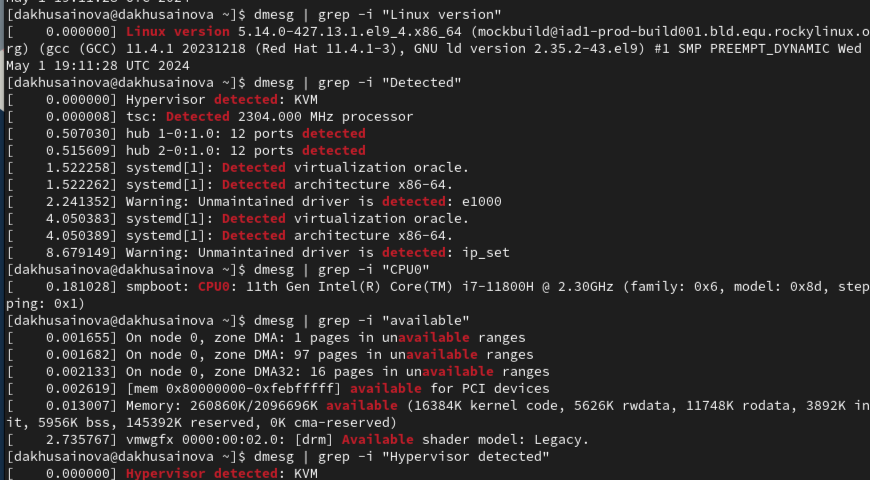 [dakhusainova@dakhusainova ~]$ dmesg | grep -i "Linux version"
[    0.000000] Linux version 5.14.0-427.13.1.el9_4.x86_64 (mockbuild@iad1-prod-build001.bld.equ.rockylinux.o
rg) (gcc (GCC) 11.4.1 20231218 (Red Hat 11.4.1-3), GNU ld version 2.35.2-43.el9) #1 SMP PREEMPT_DYNAMIC Wed
May 1 19:11:28 UTC 2024
[dakhusainova@dakhusainova ~]$ dmesg | grep -i "Detected"
[    0.000000] Hypervisor detected: KVM
[    0.000008] tsc: Detected 2304.000 MHz processor
[    0.507030] hub 1-0:1.0: 12 ports detected
[    0.515609] hub 2-0:1.0: 12 ports detected
[    1.522258] systemd[1]: Detected virtualization oracle.
[    1.522262] systemd[1]: Detected architecture x86-64.
[    2.241352] Warning: Unmaintained driver is detected: e1000
[    4.050383] systemd[1]: Detected virtualization oracle.
[    4.050389] systemd[1]: Detected architecture x86-64.
[    8.679149] Warning: Unmaintained driver is detected: ip_set
[dakhusainova@dakhusainova ~]$ dmesg | grep -i "CPU0"
[    0.181028] smpboot: CPU0: 11th Gen Intel(R) Core(TM) i7-11800H @ 2.30GHz (family: 0x6, model: 0x8d, step
ping: 0x1)
[dakhusainova@dakhusainova ~]$ dmesg | grep -i "available"
[    0.001655] On node 0, zone DMA: 1 pages in unavailable ranges
[    0.001682] On node 0, zone DMA: 97 pages in unavailable ranges
[    0.002133] On node 0, zone DMA32: 16 pages in unavailable ranges
[    0.002619] [mem 0x80000000-0xfebfffff] available for PCI devices
[    0.013007] Memory: 260860K/2096696K available (16384K kernel code, 5626K rwdata, 11748K rodata, 3892K in
it, 5956K bss, 145392K reserved, 0K cma-reserved)
[    2.735767] vmwgfx 0000:00:02.0: [drm] Available shader model: Legacy.
[dakhusainova@dakhusainova ~]$ dmesg | grep -i "Hypervisor detected"
[    0.000000] Hypervisor detected: KVM